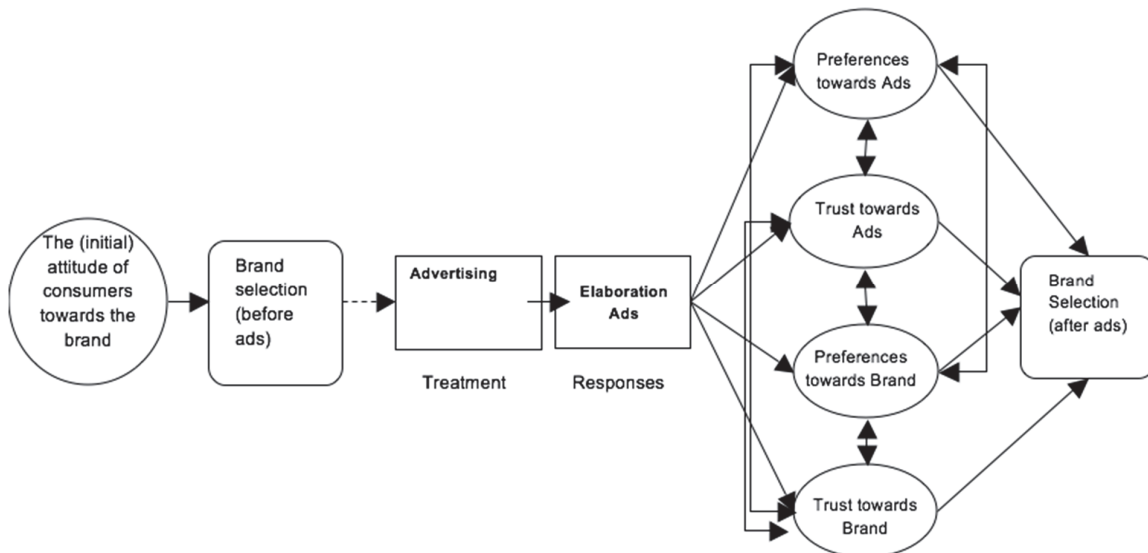 The (initial)
attitude of
consumers
towards the
brand
Brand
selection
(before
ads)
Advertising
Treatment
Elaboration
Ads
Responses
Preferences
towards Ads
Trust towards
Ads
Preferences
towards Brand
Trust towards
Brand
Brand
Selection
(after ads)